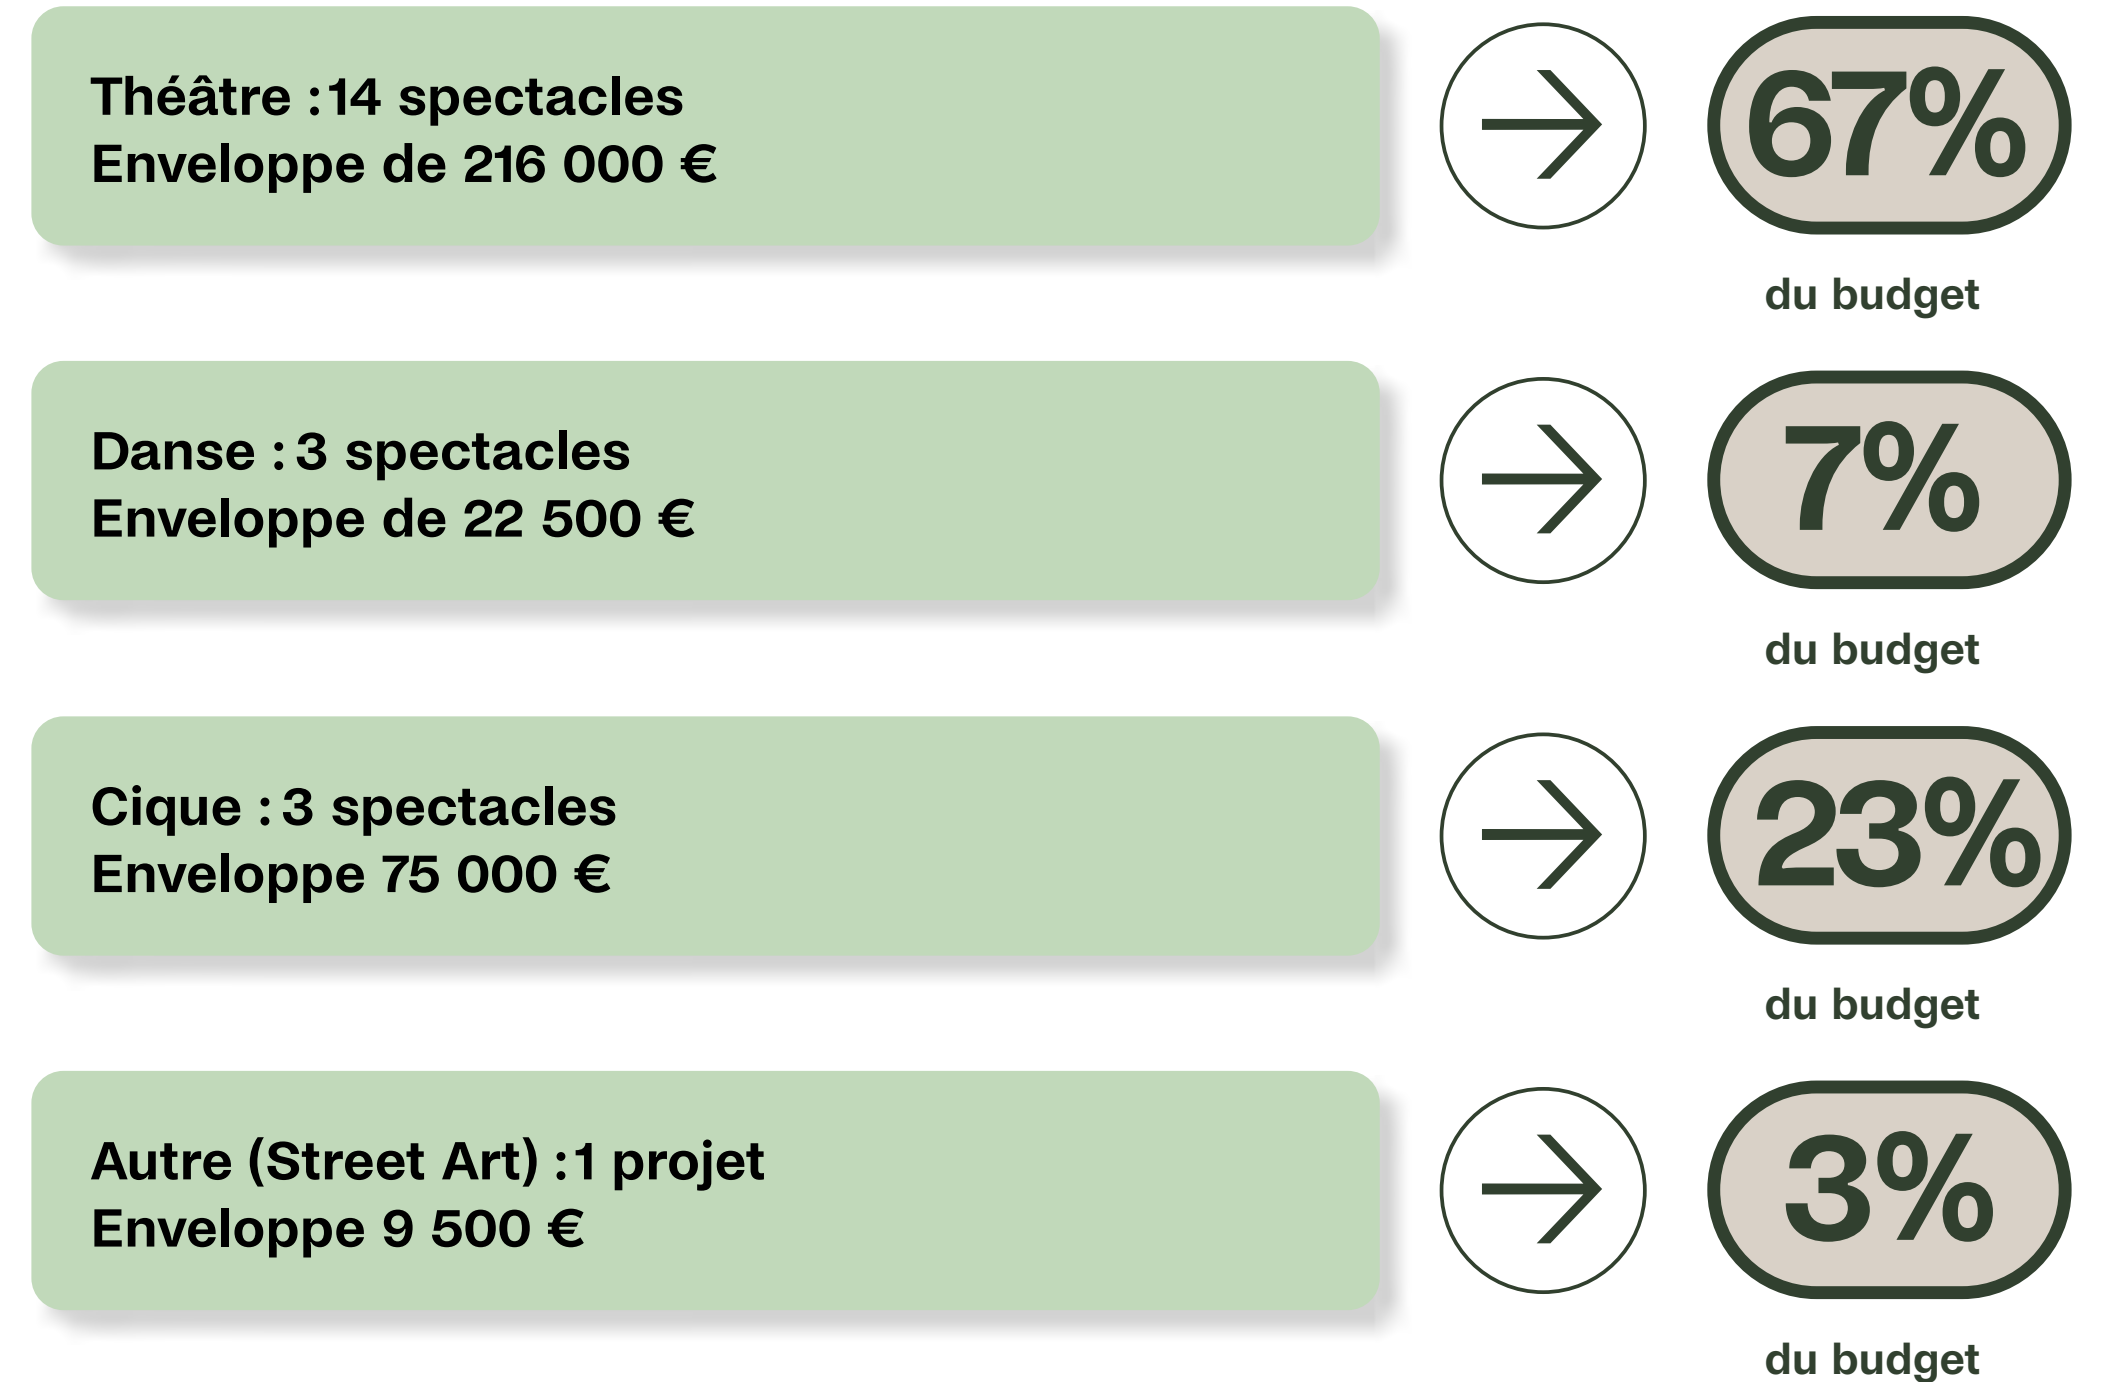 Théâtre : 14 spectacles
Enveloppe de 216 000 €
67%
du budget
Danse : 3 spectacles
Enveloppe de 22 500 €
7%
du budget
Cique : 3 spectacles
Enveloppe 75 000 €
23%
du budget
Autre (Street Art) : 1 projet
Enveloppe 9 500 €
3%
du budget